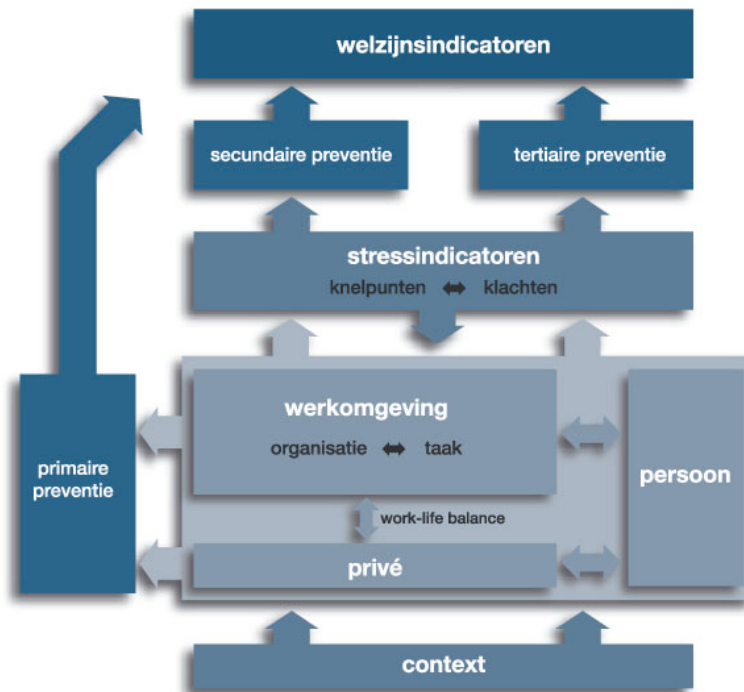 welzijnsindicatoren
secundaire preventie
tertiaire preventie
stressindicatoren
knelpunten
klachten
werkomgeving
organisatie
taak
persoon
primaire
preventie
work-life balance
privé
context